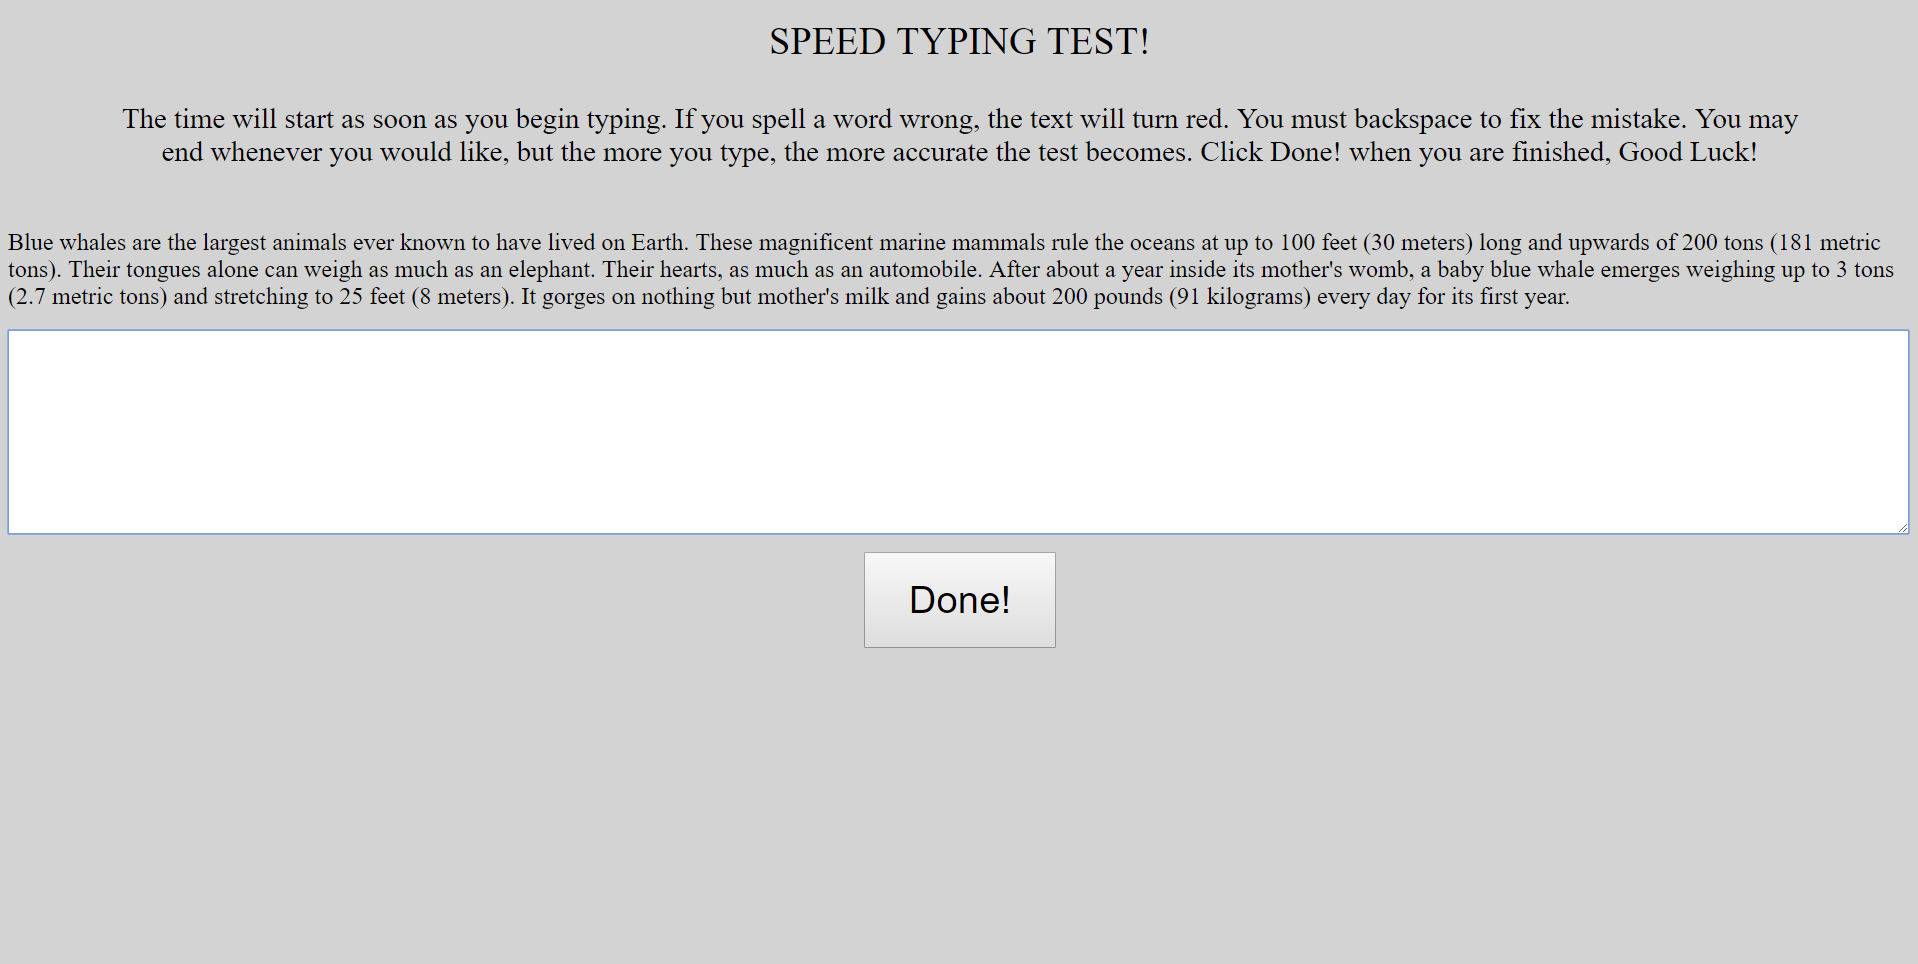 SPEED TYPING TEST!
The time will start as soon as you begin typing. If you spell a word wrong, the text will turn red. You must backspace to fix the mistake. You may
end whenever you would like, but the more you type, the more accurate the test becomes. Click Done! when you are finished, Good Luck!
Blue whales are the largest animals ever known to have lived on Earth. These magnificent marine mammals rule the oceans at up to 100 feet (30 meters) long and upwards of 200 tons (181 metric
tons). Their tongues alone can weigh as much as an elephant. Their hearts, as much as an automobile. After about a year inside its mother's womb, a baby blue whale emerges weighing up to 3 tons
(2.7 metric tons) and stretching to 25 feet (8 meters). It gorges on nothing but mother's milk and gains about 200 pounds (91 kilograms) every day for its first year.
Done!